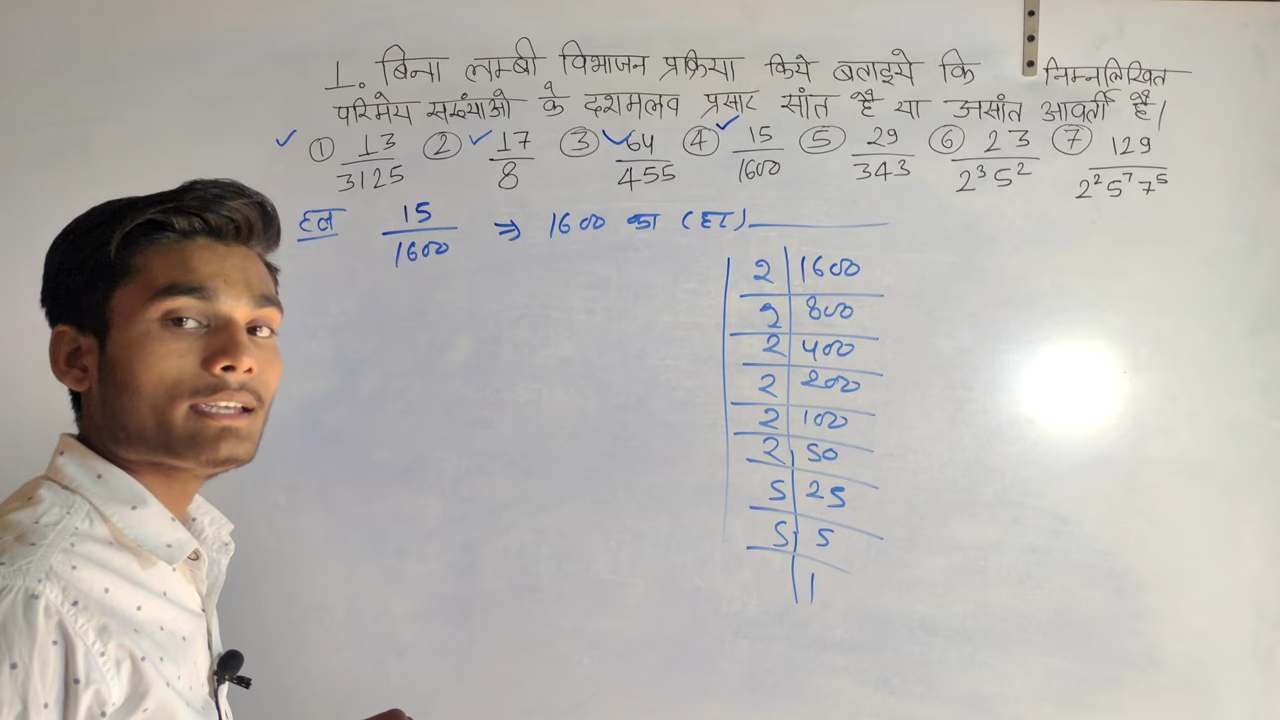 1. बिना लम्बी विभाजन प्रक्रिया किये बताइये कि निम्नलिखित
परिमेय सख्याओ के दशमलव प्रसार सांत है या असांत आवर्ती है।
① 13/3125 ② 17/8 ③ 64/455 ④ 15/1600 ⑤ 29/343 ⑥ 23/2³5² ⑦ 129/2²5⁷7⁵
हल 15/1600 ⇒ 1600 का (हर)
2 | 1600
2 | 800
2 | 400
2 | 200
2 | 100
2 | 50
5 | 25
5 | 5
| 1